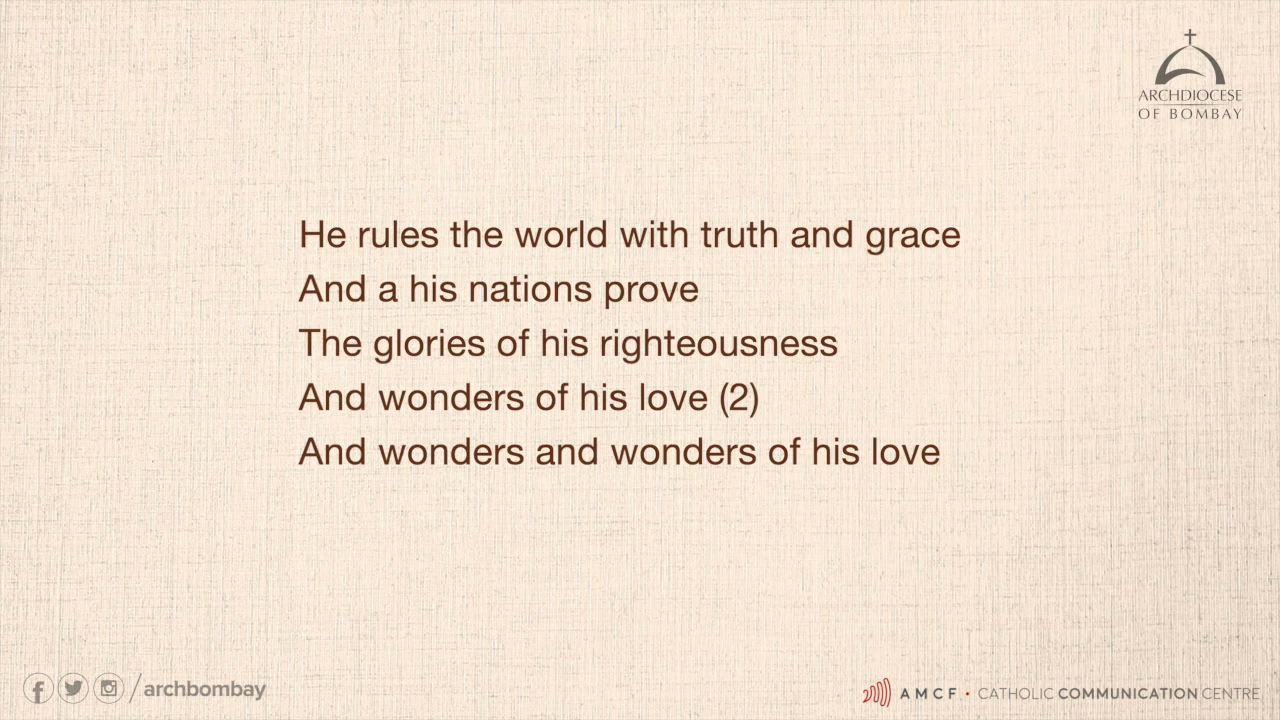 ARCHDIOCESE
OF BOMBAY
He rules the world with truth and grace
And a his nations prove
The glories of his righteousness
And wonders of his love (2)
And wonders and wonders of his love
archbombay
AMCF • CATHOLIC COMMUNICATION CENTRE